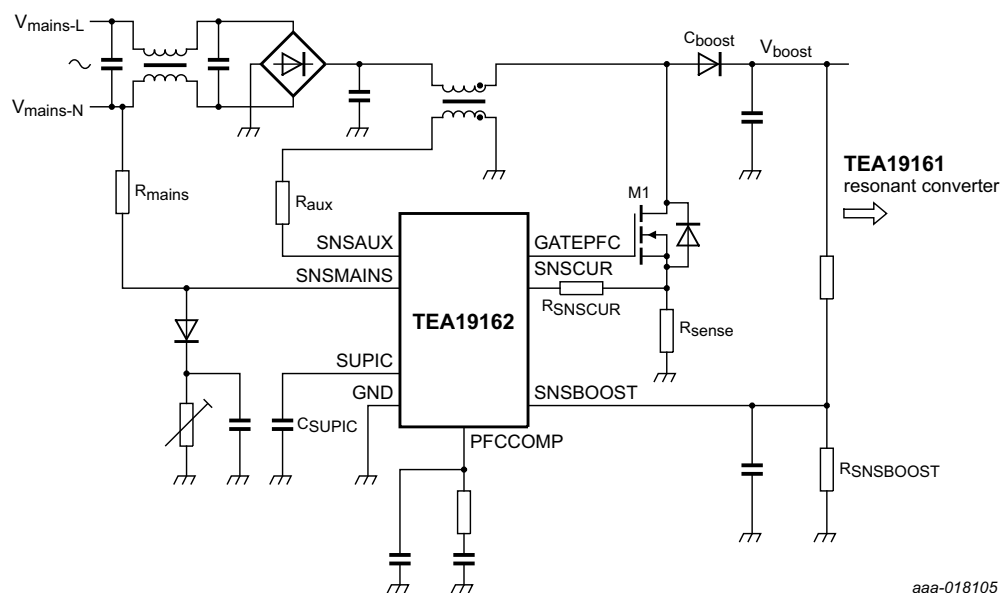 Vmains-L
Cboost
Vboost
Vmains-N
TEA19161
resonant converter
Rmains
M1
Raux
SNSAUX
GATEPFC
SNSMAINS
SNSCUR
RSNSCUR
TEA19162
Rsense
SUPIC
GND
SNSBOOST
CSUPIC
PFCCOMP
RSNSBOOST
aaa-018105